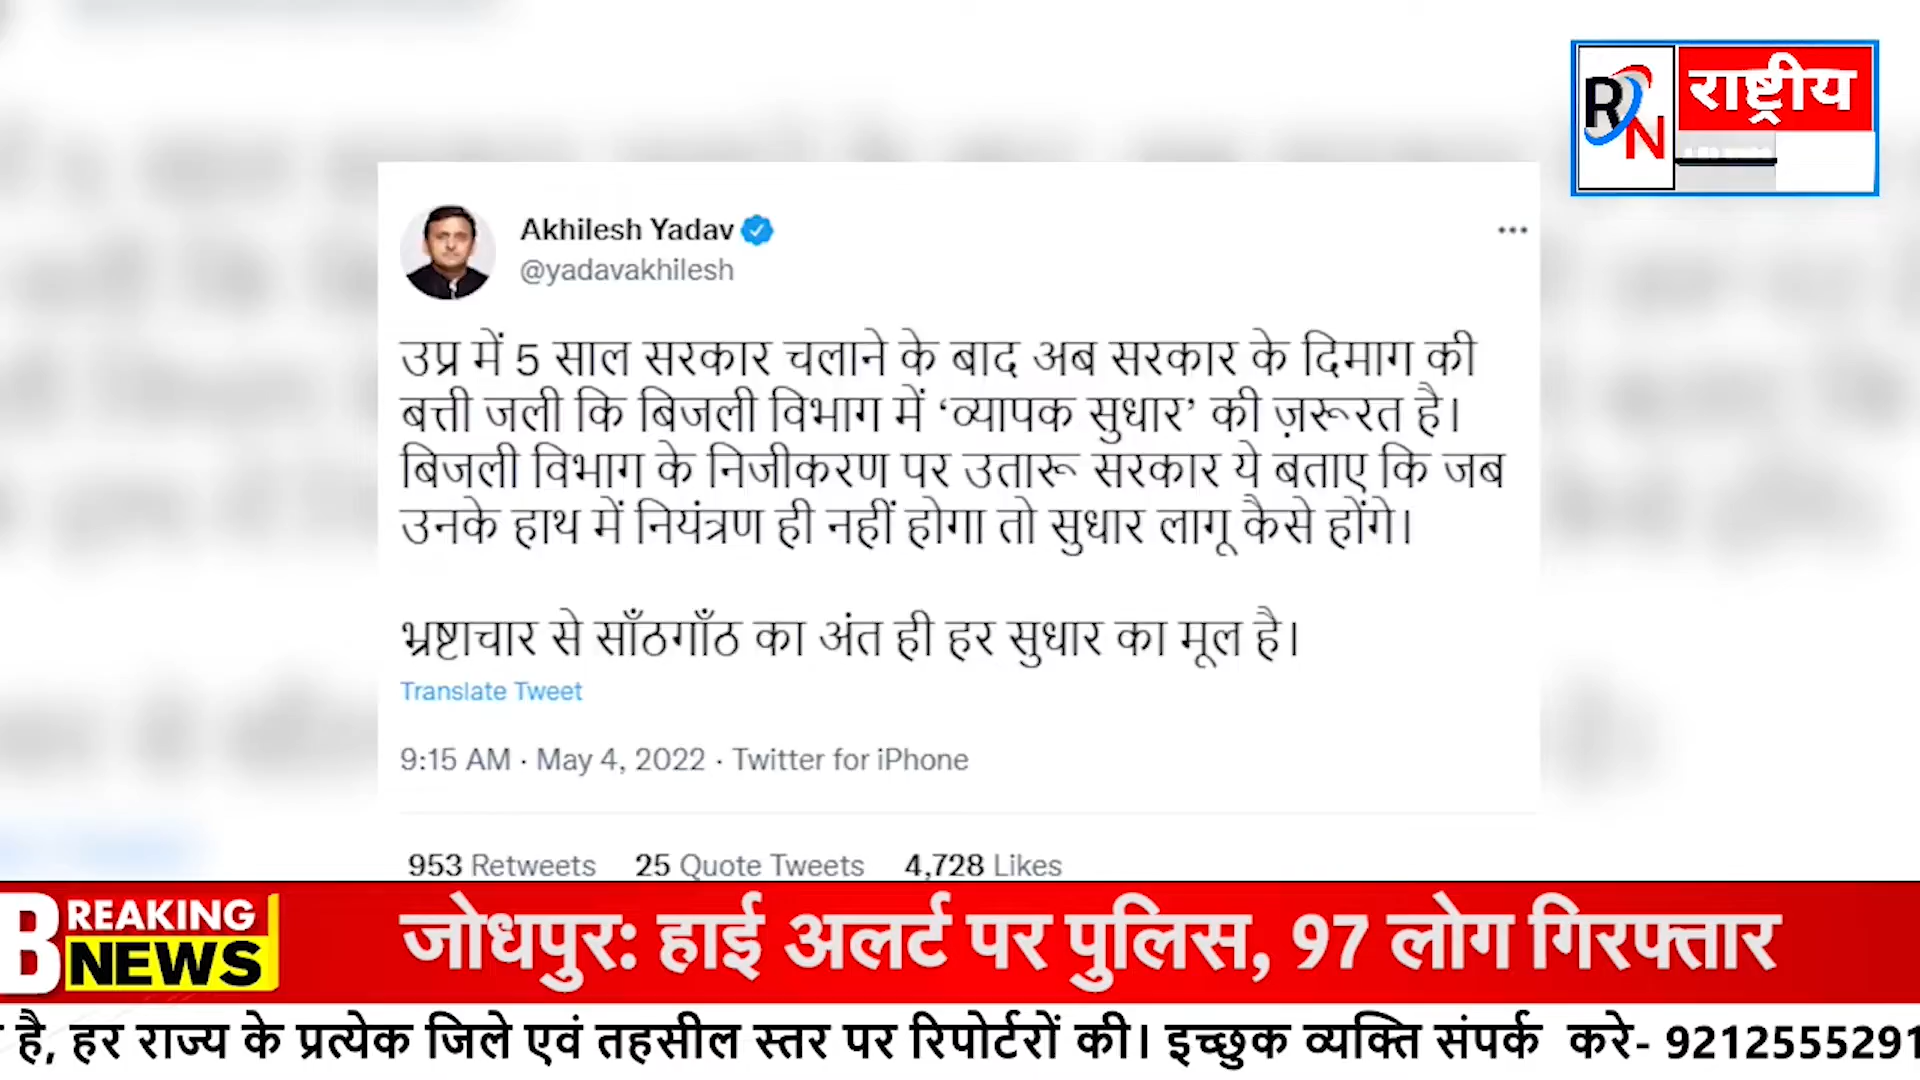 RN राष्ट्रीय
Akhilesh Yadav
@yadavakhilesh
उप्र में 5 साल सरकार चलाने के बाद अब सरकार के दिमाग की
बत्ती जली कि बिजली विभाग में ‘व्यापक सुधार’ की ज़रूरत है।
बिजली विभाग के निजीकरण पर उतारू सरकार ये बताए कि जब
उनके हाथ में नियंत्रण ही नहीं होगा तो सुधार लागू कैसे होंगे।
भ्रष्टाचार से साँठगाँठ का अंत ही हर सुधार का मूल है।
Translate Tweet
9:15 AM · May 4, 2022 · Twitter for iPhone
953 Retweets 25 Quote Tweets 4,728 Likes
BREAKING
NEWS
जोधपुर: हाई अलर्ट पर पुलिस, 97 लोग गिरफ्तार
है, हर राज्य के प्रत्येक जिले एवं तहसील स्तर पर रिपोर्टरों की। इच्छुक व्यक्ति संपर्क करे- 9212555291